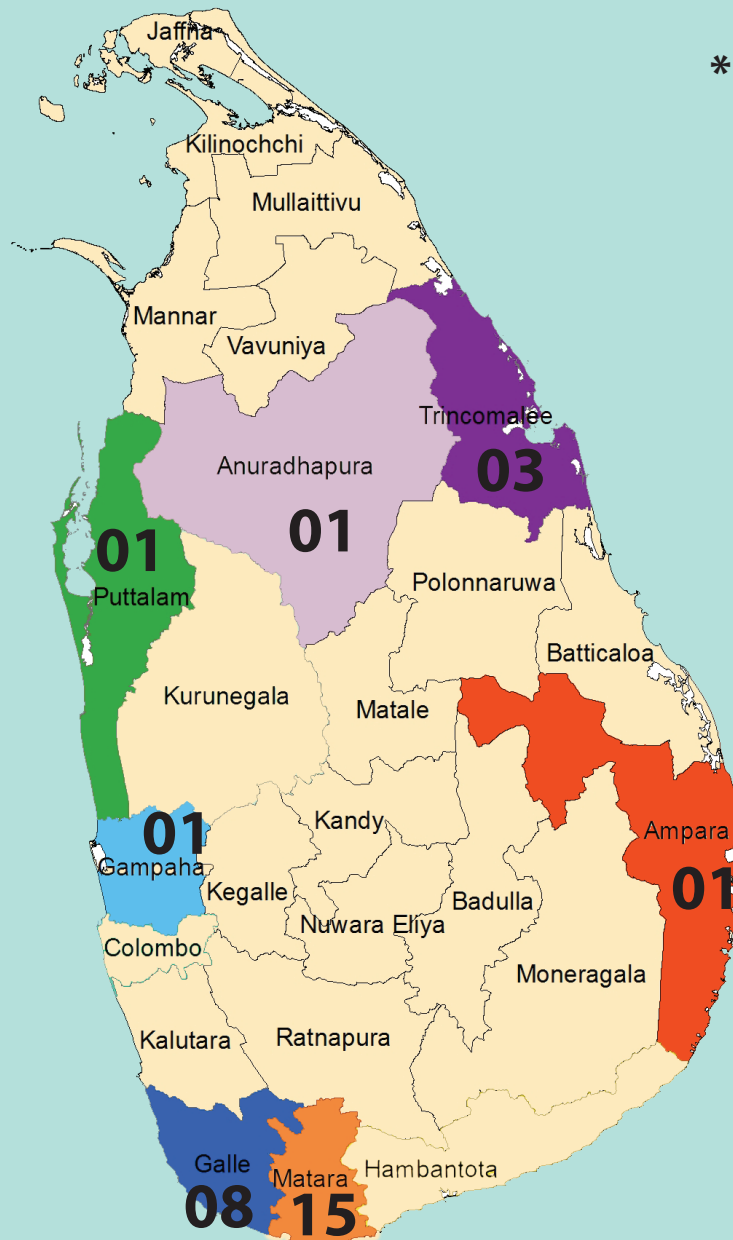 Jaffna
*
Kilinochchi
Mullaittivu
Mannar
Vavuniya
Trincomalee
03
Anuradhapura
01
01
Puttalam
Polonnaruwa
Batticaloa
Kurunegala
Matale
01
Gampaha
Kandy
Ampara
01
Kegalle
Badulla
Nuwara Eliya
Colombo
Moneragala
Kalutara
Ratnapura
Galle
08
Matara
15
Hambantota